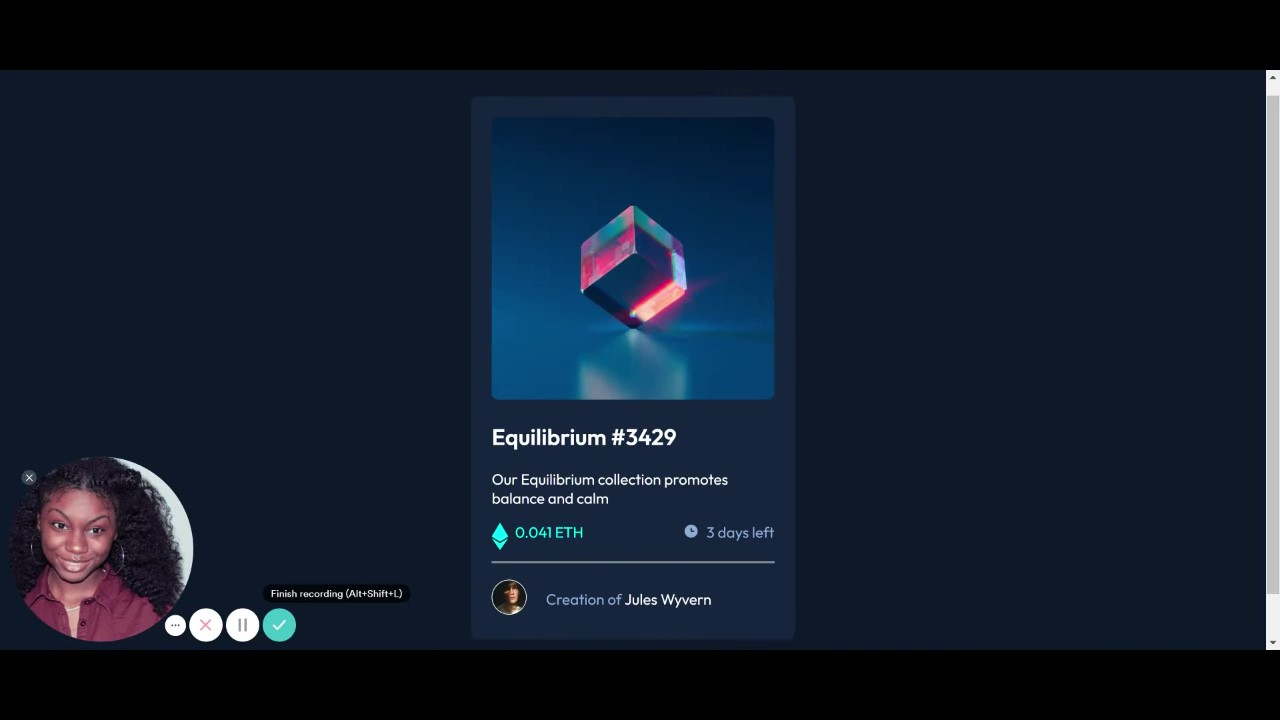 Equilibrium #3429
Our Equilibrium collection promotes
balance and calm
0.041 ETH
3 days left
Finish recording (Alt+Shift+L)
Creation of Jules Wyvern